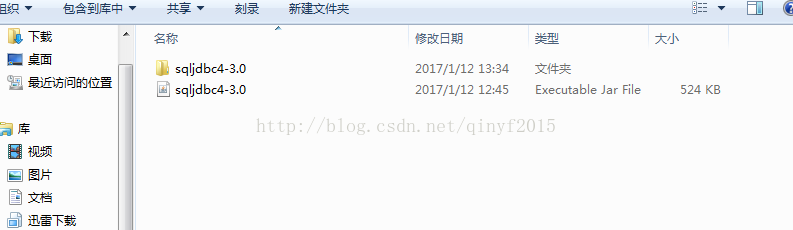 组织 包含到库中 共享 刻录 新建文件夹
下载
桌面
最近访问的位置
库
视频
图片
文档
迅雷下载
名称 修改日期 类型 大小
sqljdbc4-3.0 2017/1/12 13:34 文件夹
sqljdbc4-3.0 2017/1/12 12:45 Executable Jar File 524 KB
http://blog.csdn.net/qinyf2015